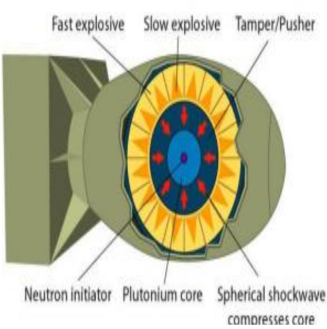 Fast explosive Slow explosive Tamper/Pusher
Neutron initiator Plutonium core Spherical shockwave
compresses core